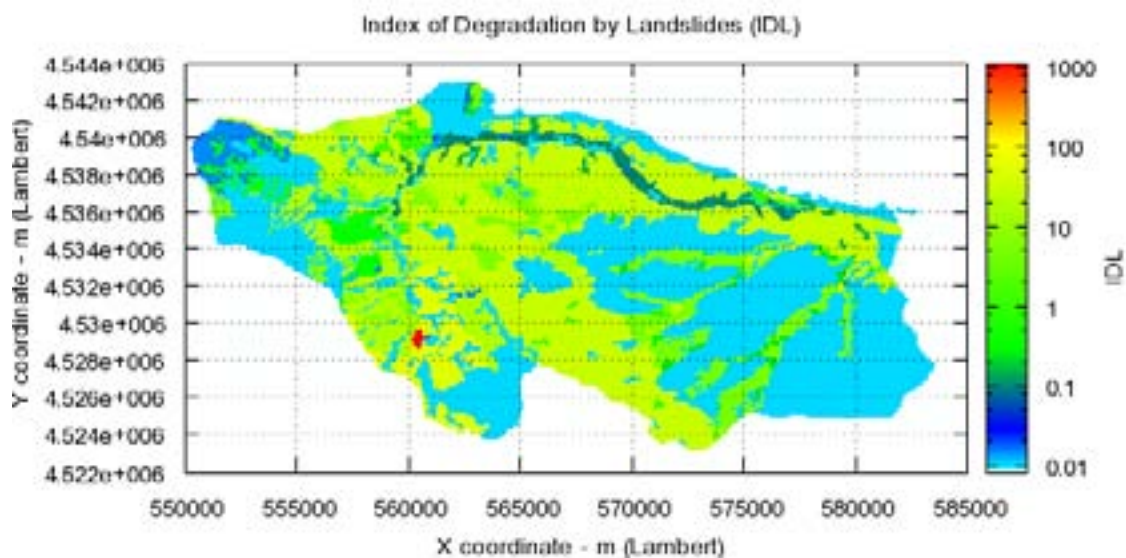 Index of Degradation by Landslides (IDL)
4.544e+006
4.542e+006
4.54e+006
4.538e+006
4.536e+006
4.534e+006
4.532e+006
4.53e+006
4.528e+006
4.526e+006
4.524e+006
4.522e+006
Y coordinate - m (Lambert)
550000 555000 560000 565000 570000 575000 580000 585000
X coordinate - m (Lambert)
1000
100
10
1
0.1
0.01
IDL